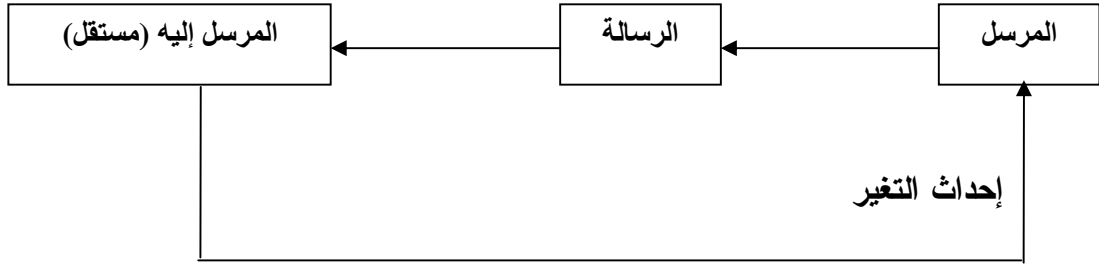 المرسل
الرسالة
المرسل إليه (مستقل)
إحداث التغير